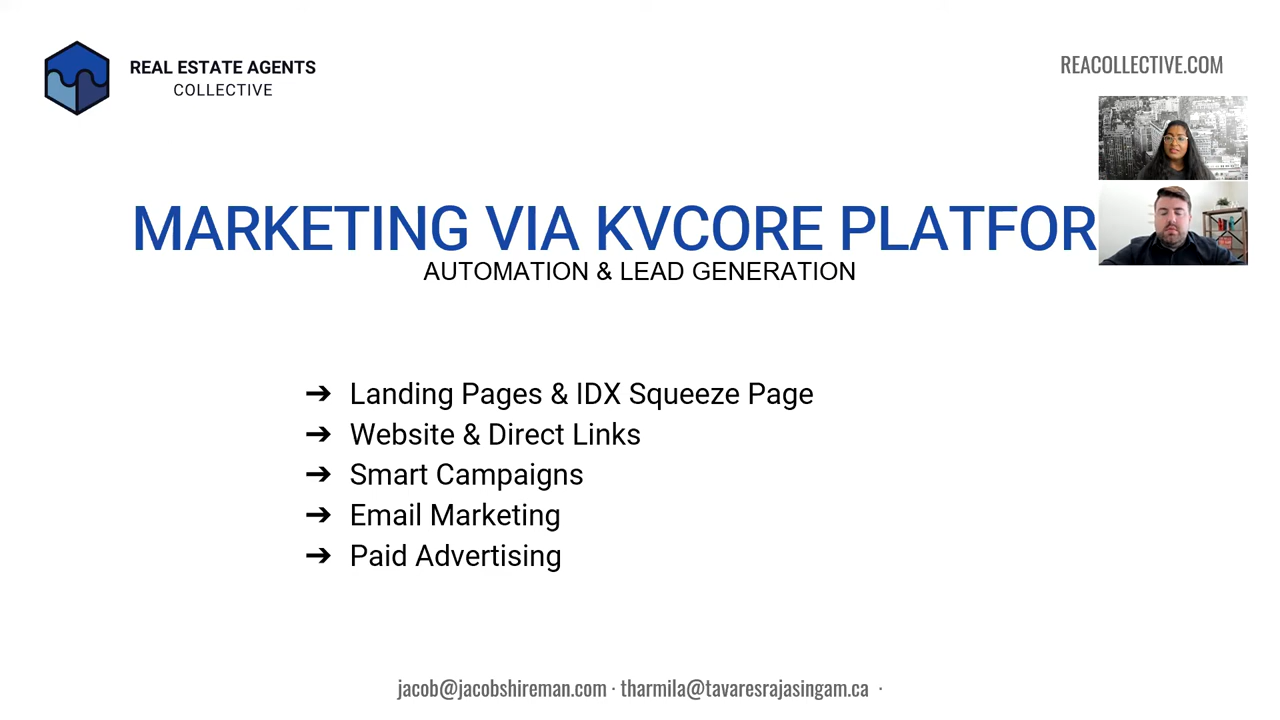 REAL ESTATE AGENTS
COLLECTIVE
REACOLLECTIVE.COM
MARKETING VIA KVCORE PLATFOR
AUTOMATION & LEAD GENERATION
➔ Landing Pages & IDX Squeeze Page
➔ Website & Direct Links
➔ Smart Campaigns
➔ Email Marketing
➔ Paid Advertising
jacob@jacobshireman.com · tharmila@tavaresrajasingam.ca ·